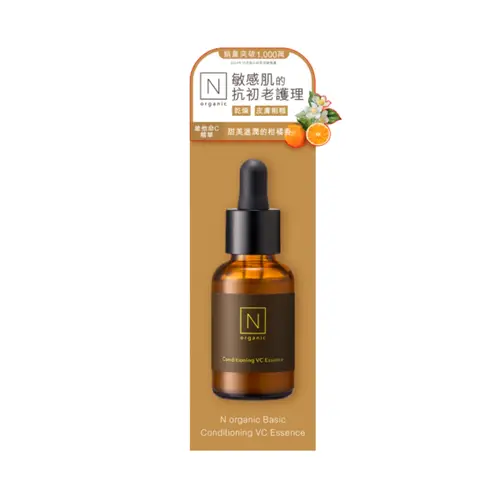 銷量突破1,000萬
N
organic
敏感肌的
抗初老護理
乾燥 皮膚粗糙
維他命C
精華
甜美滋潤的柑橘香
N
organic
Conditioning VC Essence
N organic Basic
Conditioning VC Essence